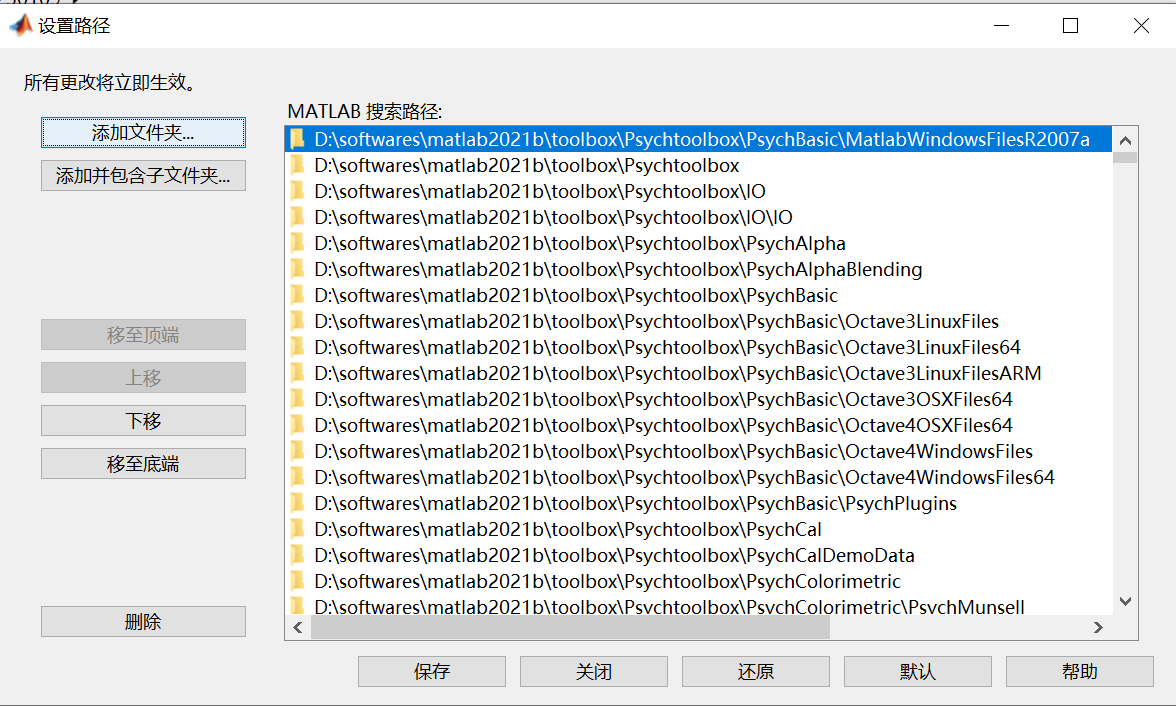 设置路径
所有更改将立即生效。
MATLAB 搜索路径:
添加文件夹...
添加并包含子文件夹...
移至顶端
上移
下移
移至底端
删除
D:\softwares\matlab2021b\toolbox\Psychtoolbox\PsychBasic\MatlabWindowsFilesR2007a
D:\softwares\matlab2021b\toolbox\Psychtoolbox
D:\softwares\matlab2021b\toolbox\Psychtoolbox\IO
D:\softwares\matlab2021b\toolbox\Psychtoolbox\IO\IO
D:\softwares\matlab2021b\toolbox\Psychtoolbox\PsychAlpha
D:\softwares\matlab2021b\toolbox\Psychtoolbox\PsychAlphaBlending
D:\softwares\matlab2021b\toolbox\Psychtoolbox\PsychBasic
D:\softwares\matlab2021b\toolbox\Psychtoolbox\PsychBasic\Octave3LinuxFiles
D:\softwares\matlab2021b\toolbox\Psychtoolbox\PsychBasic\Octave3LinuxFiles64
D:\softwares\matlab2021b\toolbox\Psychtoolbox\PsychBasic\Octave3LinuxFilesARM
D:\softwares\matlab2021b\toolbox\Psychtoolbox\PsychBasic\Octave3OSXFiles64
D:\softwares\matlab2021b\toolbox\Psychtoolbox\PsychBasic\Octave4OSXFiles64
D:\softwares\matlab2021b\toolbox\Psychtoolbox\PsychBasic\Octave4WindowsFiles
D:\softwares\matlab2021b\toolbox\Psychtoolbox\PsychBasic\Octave4WindowsFiles64
D:\softwares\matlab2021b\toolbox\Psychtoolbox\PsychBasic\PsychPlugins
D:\softwares\matlab2021b\toolbox\Psychtoolbox\PsychCal
D:\softwares\matlab2021b\toolbox\Psychtoolbox\PsychCalDemoData
D:\softwares\matlab2021b\toolbox\Psychtoolbox\PsychColorimetric
D:\softwares\matlab2021b\toolbox\Psychtoolbox\PsychColorimetric\PsychMunsell
保存
关闭
还原
默认
帮助